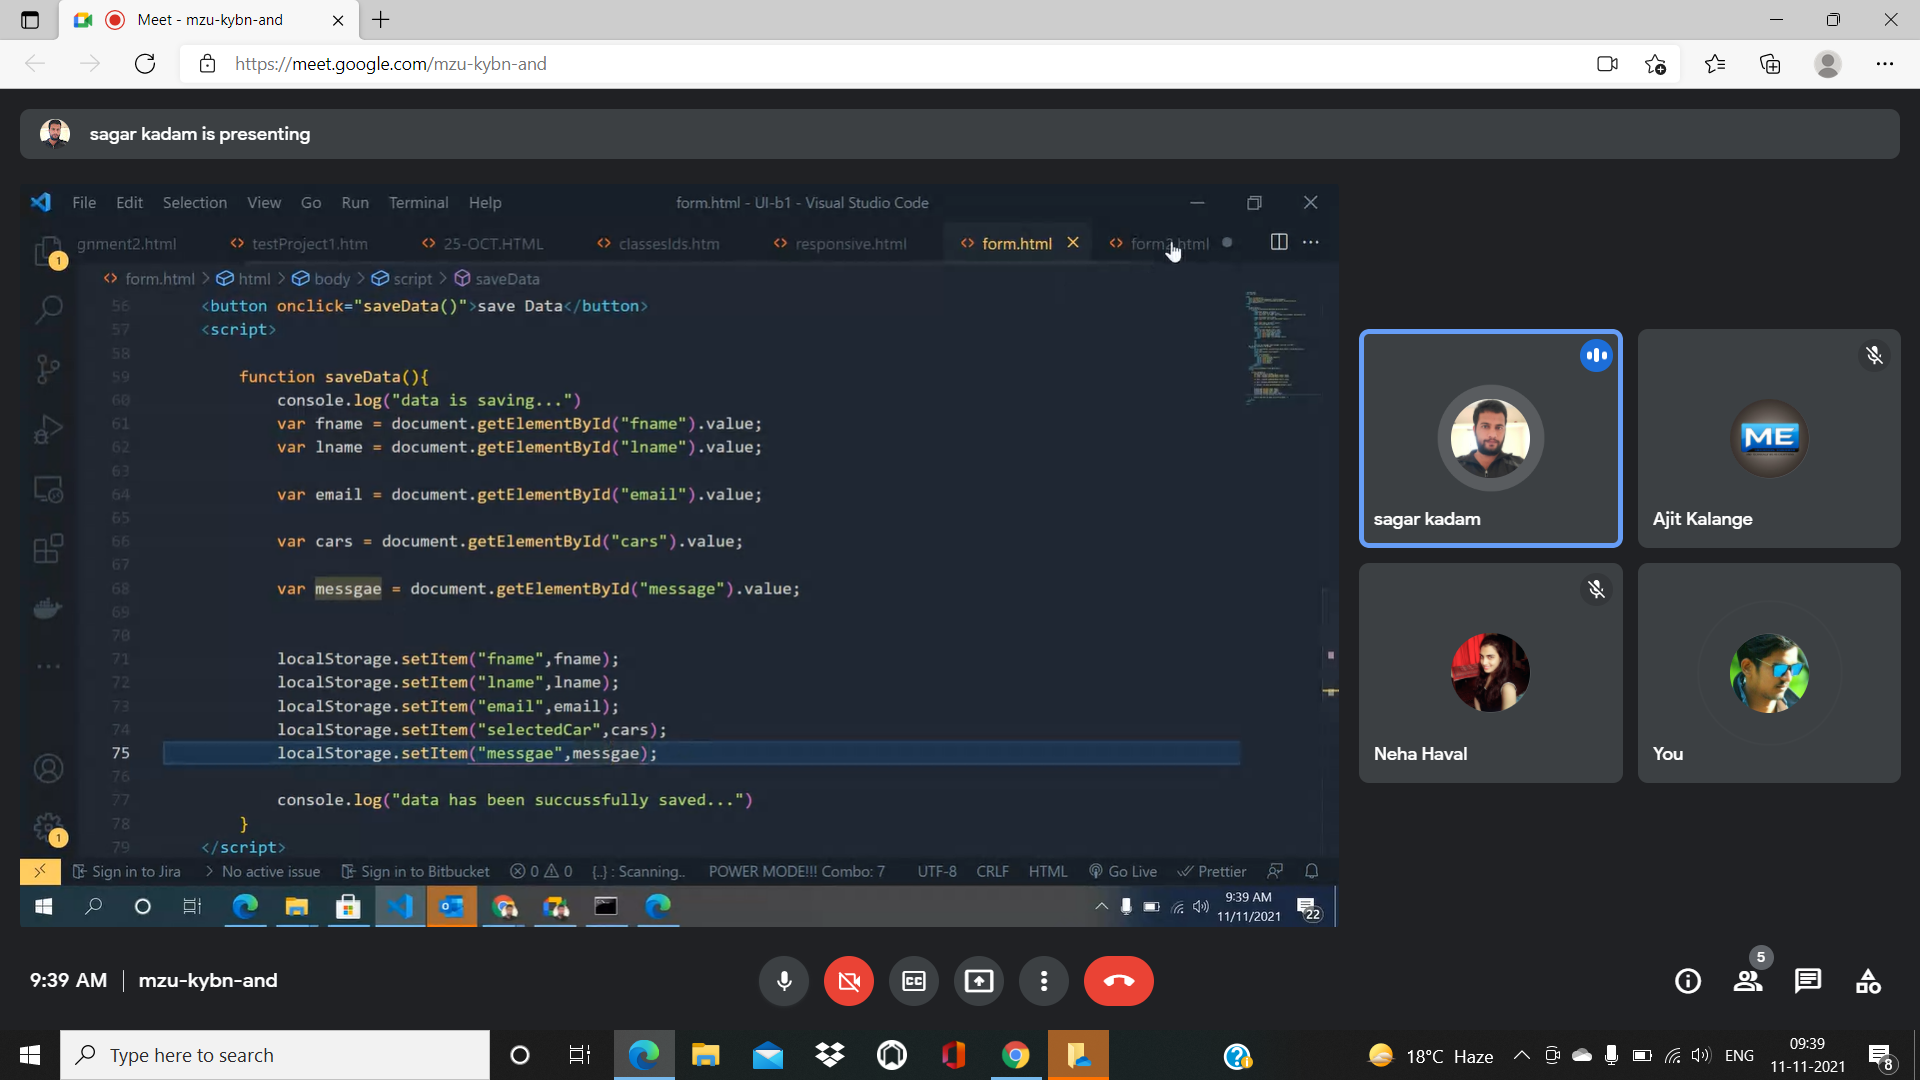 Meet - mzu-kybn-and
https://meet.google.com/mzu-kybn-and
sagar kadam is presenting
File Edit Selection View Go Run Terminal Help form.html - UI-b1 - Visual Studio Code
gnment2.html testProject1.htm 25-OCT.HTML classesIds.htm responsive.html form.html form2.html
1
form.html > html > body > script > saveData
56 <button onclick="saveData()">save Data</button>
57 <script>
58
59 function saveData(){
60 console.log("data is saving...")
61 var fname = document.getElementById("fname").value;
62 var lname = document.getElementById("lname").value;
63
64 var email = document.getElementById("email").value;
65
66 var cars = document.getElementById("cars").value;
67
68 var messgae = document.getElementById("message").value;
69
70
71 localStorage.setItem("fname",fname);
72 localStorage.setItem("lname",lname);
73 localStorage.setItem("email",email);
74 localStorage.setItem("selectedCar",cars);
75 localStorage.setItem("messgae",messgae);
76
77 console.log("data has been succussfully saved...")
78 }
79 </script>
1
Sign in to Jira > No active issue Sign in to Bitbucket 0 0 {..} : Scanning.. POWER MODE!!! Combo: 7 UTF-8 CRLF HTML Go Live Prettier
9:39 AM
11/11/2021
22
sagar kadam
ME
Ajit Kalange
Neha Haval
You
9:39 AM | mzu-kybn-and
CC
5
Type here to search
18°C Haze
ENG
09:39
11-11-2021
8